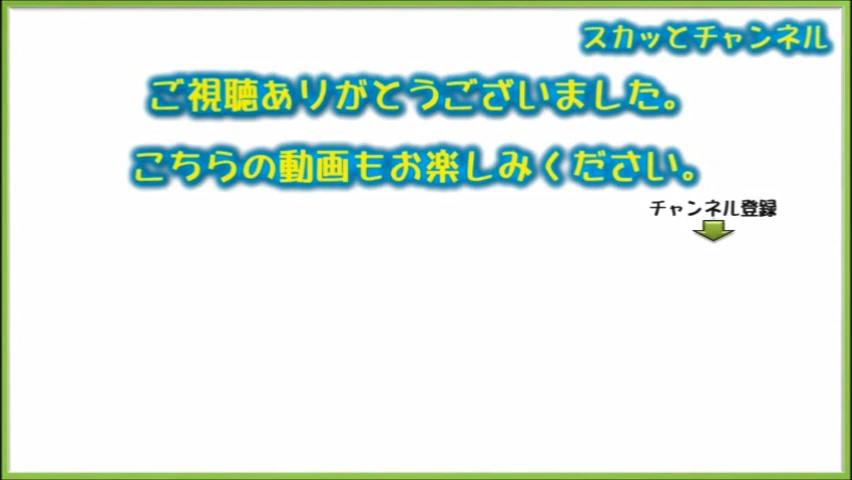 スカッとチャンネル
ご視聴ありがとうございました。
こちらの動画もお楽しみください。
チャンネル登録